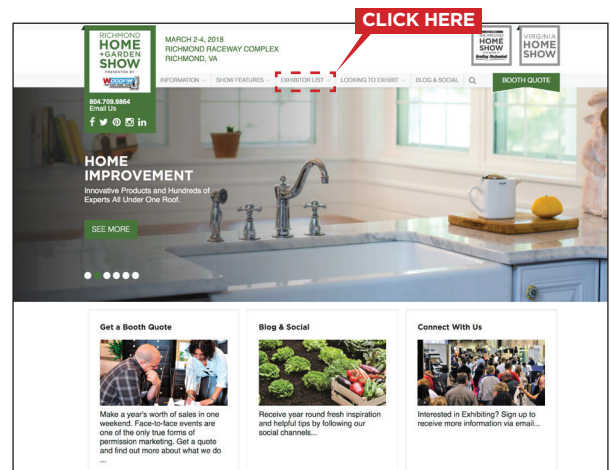 CLICK HERE
RICHMOND
HOME
+GARDEN
SHOW
PRESENTED BY
WOODFIN
MARCH 2-4, 2018
RICHMOND RACEWAY COMPLEX
RICHMOND, VA
RICHMOND
HOME
SHOW
VIRGINIA
HOME
SHOW
INFORMATION
SHOW FEATURES
EXHIBITOR LIST
LOOKING TO EXHIBIT
BLOG & SOCIAL
BOOTH QUOTE
804.709.9864
Email Us
HOME
IMPROVEMENT
Innovative Products and Hundreds of
Experts All Under One Roof.
SEE MORE
Get a Booth Quote
Make a year's worth of sales in one
weekend. Face-to-face events are
one of the only true forms of
permission marketing. Get a quote
and find out more about what we do
...
Blog & Social
Receive year round fresh inspiration
and helpful tips by following our
social channels...
Connect With Us
Interested in Exhibiting? Sign up to
receive more information via email...